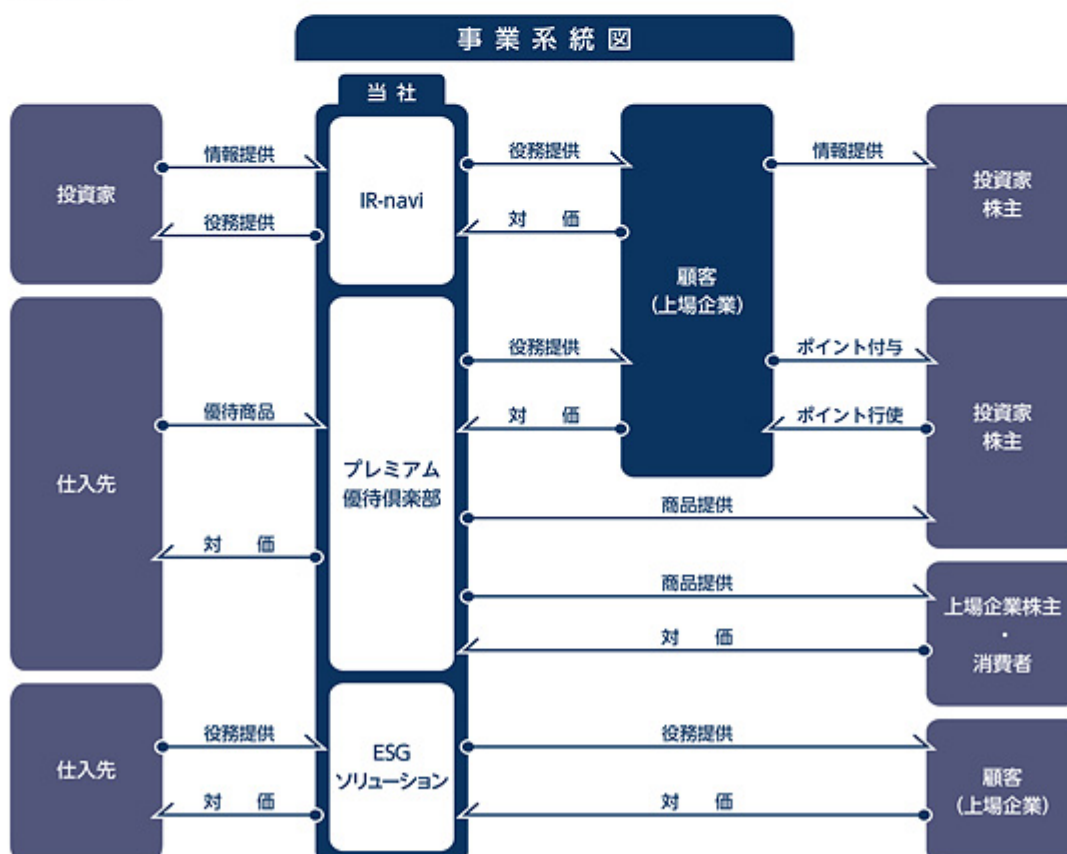 事業系統図
当社
投資家
情報提供
役務提供
IR-navi
役務提供
対価
顧客
(上場企業)
情報提供
投資家
株主
仕入先
優待商品
対価
プレミアム
優待倶楽部
役務提供
対価
ポイント付与
ポイント行使
投資家
株主
商品提供
商品提供
対価
上場企業株主
・
消費者
仕入先
役務提供
対価
ESG
ソリューション
役務提供
対価
顧客
(上場企業)